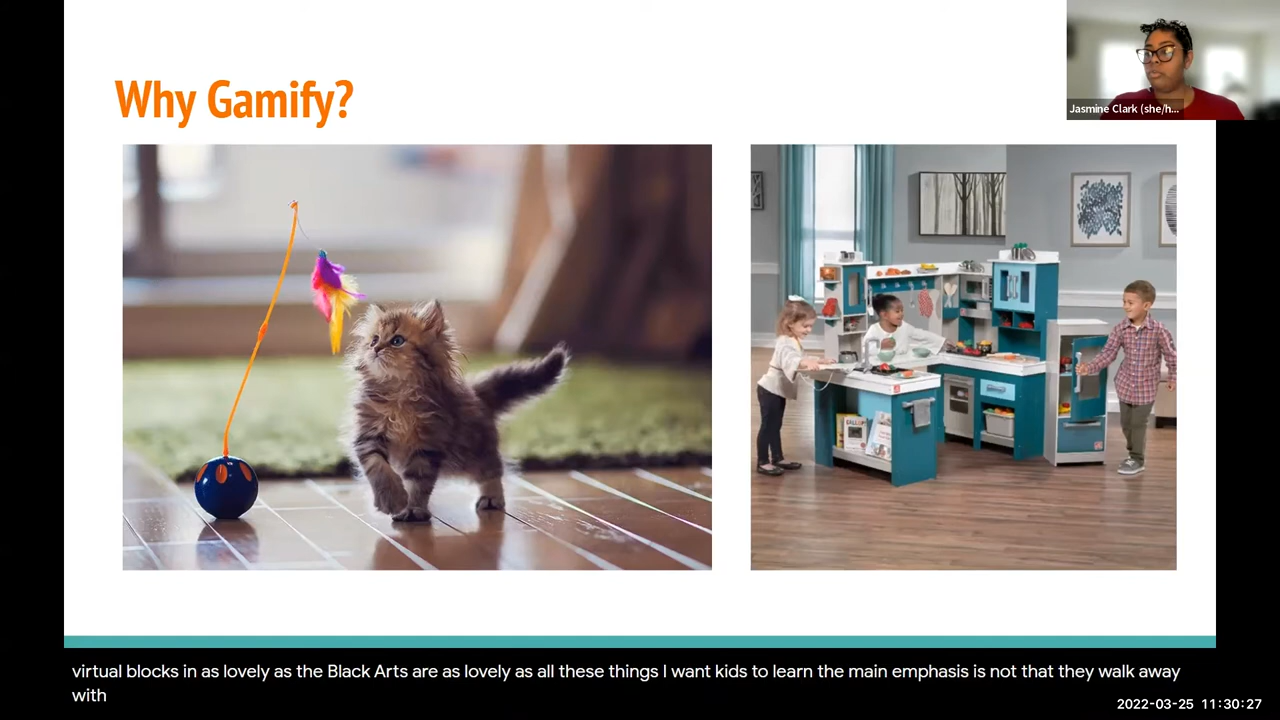 Why Gamify?
Jasmine Clark (she/h...
virtual blocks in as lovely as the Black Arts are as lovely as all these things I want kids to learn the main emphasis is not that they walk away
with
2022-03-25 11:30:27